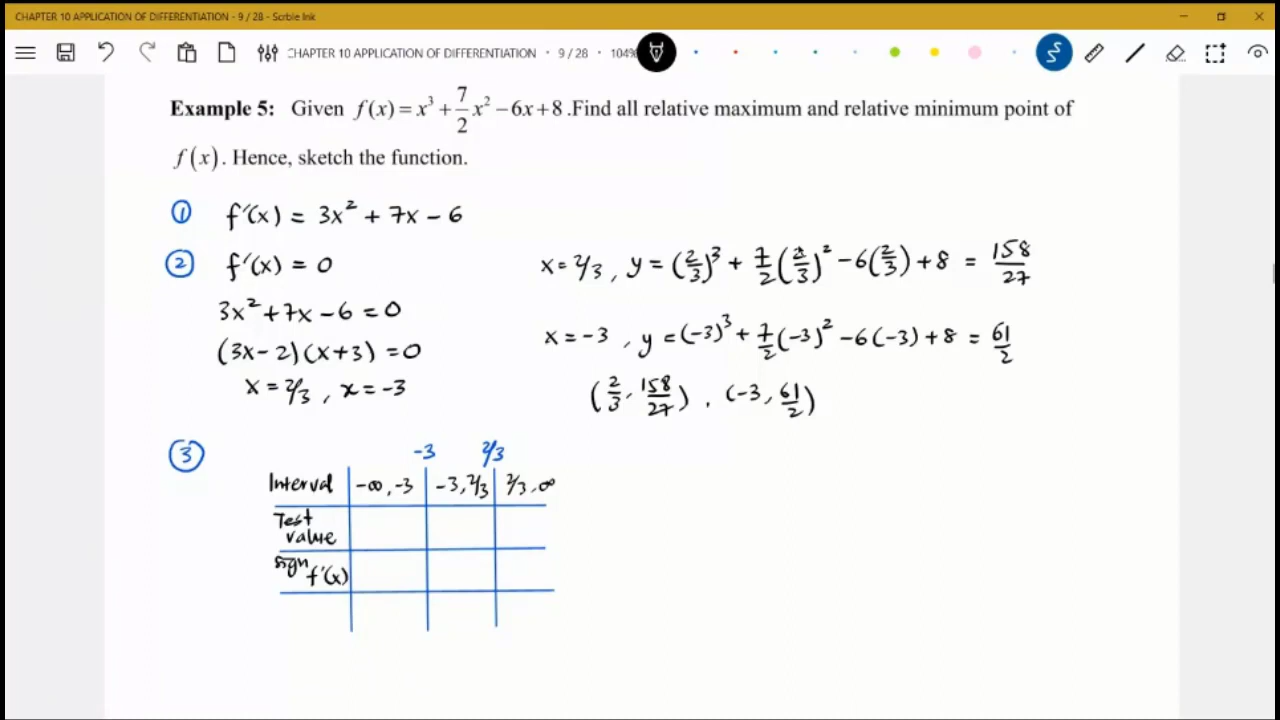 CHAPTER 10 APPLICATION OF DIFFERENTIATION - 9 / 28 - Scrble Ink
CHAPTER 10 APPLICATION OF DIFFERENTIATION • 9 / 28 • 104%
Example 5: Given f(x) = x³ + 7/2 x² − 6x + 8 .Find all relative maximum and relative minimum point of
f(x). Hence, sketch the function.
① f'(x) = 3x² + 7x − 6
② f'(x) = 0
3x² + 7x − 6 = 0
(3x − 2)(x + 3) = 0
x = 2/3 , x = −3
x = 2/3 , y = (2/3)³ + 7/2 (2/3)² − 6(2/3) + 8 = 158/27
x = −3 , y = (−3)³ + 7/2 (−3)² − 6(−3) + 8 = 61/2
(2/3, 158/27) , (−3, 61/2)
③
−3 2/3
Interval −∞, −3 −3, 2/3 2/3, ∞
Test
value
sign
f'(x)